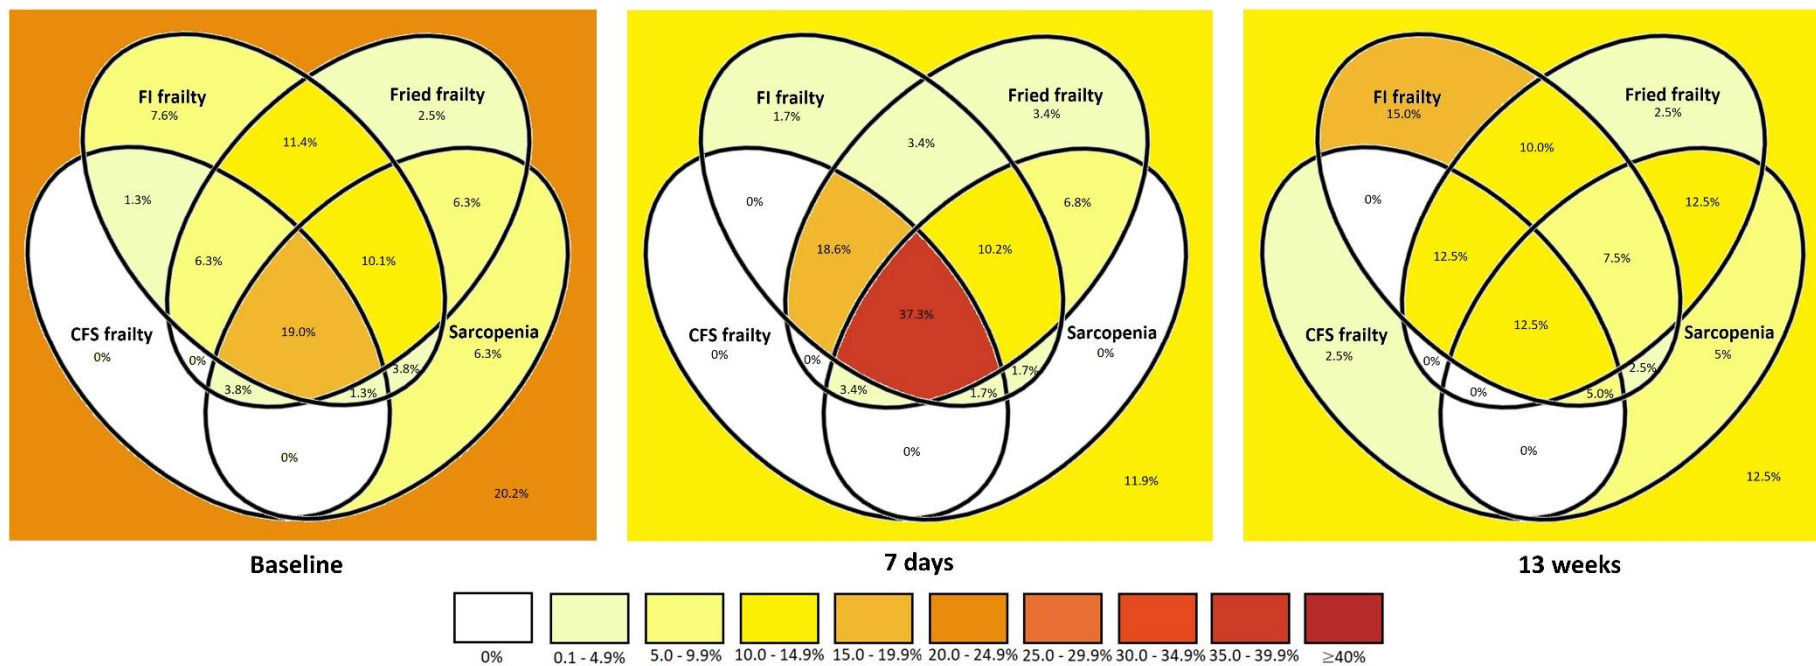 FI frailty
7.6%
Fried frailty
2.5%
11.4%
1.3%
6.3%
6.3%
10.1%
CFS frailty
0%
19.0%
Sarcopenia
6.3%
0%
3.8%
3.8%
1.3%
0%
20.2%
Baseline
FI frailty
1.7%
Fried frailty
3.4%
3.4%
0%
6.8%
18.6%
10.2%
CFS frailty
0%
37.3%
Sarcopenia
0%
0%
1.7%
3.4%
1.7%
0%
11.9%
7 days
FI frailty
15.0%
Fried frailty
2.5%
10.0%
0%
12.5%
12.5%
7.5%
CFS frailty
2.5%
12.5%
Sarcopenia
5%
0%
2.5%
0%
5.0%
0%
12.5%
13 weeks
0%
0.1 - 4.9%
5.0 - 9.9%
10.0 - 14.9%
15.0 - 19.9%
20.0 - 24.9%
25.0 - 29.9%
30.0 - 34.9%
35.0 - 39.9%
≥40%